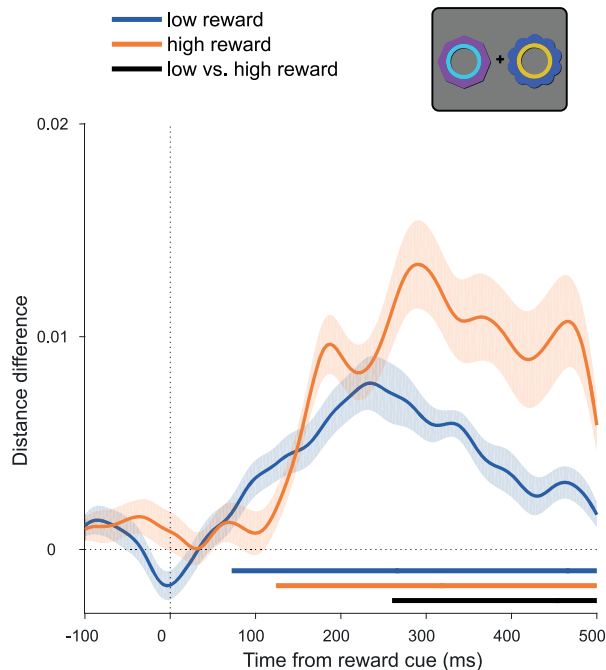 low reward
high reward
low vs. high reward
+
0.02
0.01
0
Distance difference
-100 0 100 200 300 400 500
Time from reward cue (ms)